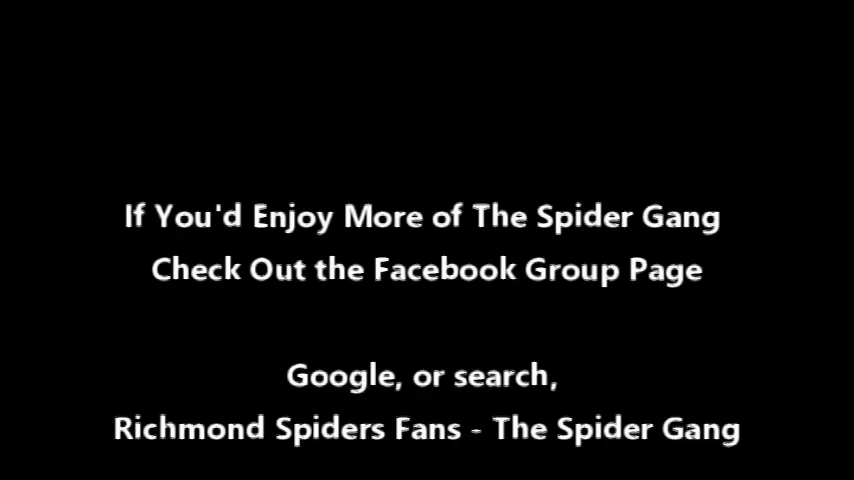 If You'd Enjoy More of The Spider Gang
Check Out the Facebook Group Page
Google, or search,
Richmond Spiders Fans - The Spider Gang